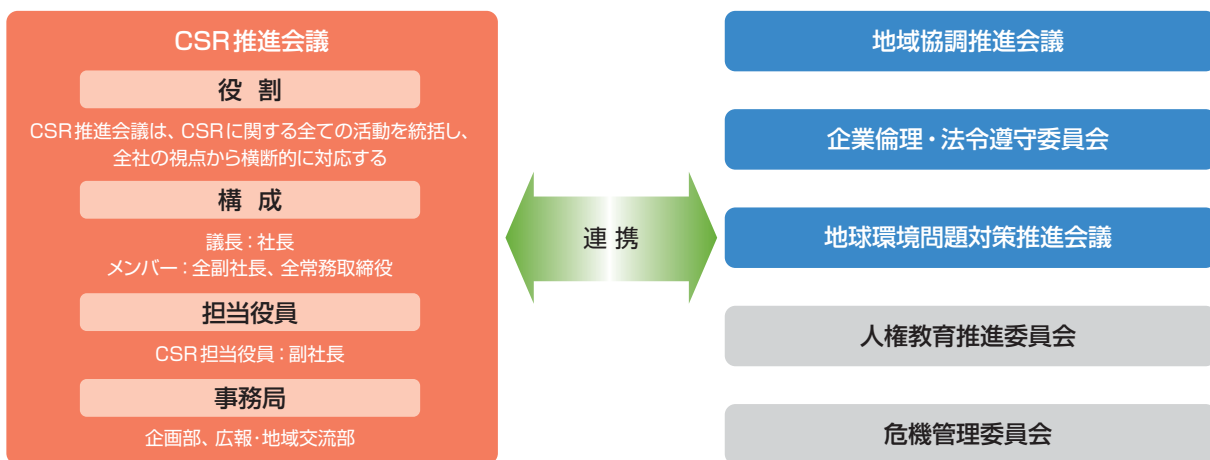 CSR推進会議
役 割
CSR推進会議は、CSRに関する全ての活動を統括し、
全社の視点から横断的に対応する
構 成
議長：社長
メンバー：全副社長、全常務取締役
担当役員
CSR担当役員：副社長
事務局
企画部、広報・地域交流部
連 携
地域協調推進会議
企業倫理・法令遵守委員会
地球環境問題対策推進会議
人権教育推進委員会
危機管理委員会